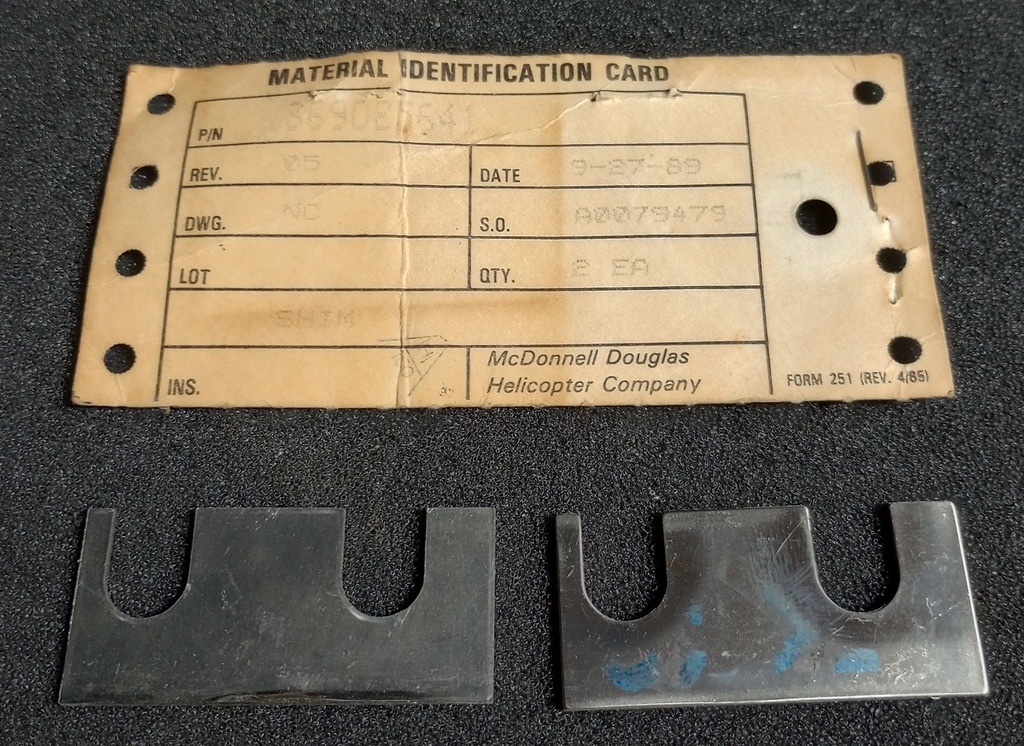 MATERIAL IDENTIFICATION CARD
P/N
REV. 05 DATE 9-27-89
DWG. NC S.O. A0079479
LOT QTY. 2 EA
SHIM
INS. McDonnell Douglas
Helicopter Company
FORM 251 (REV. 4/85)